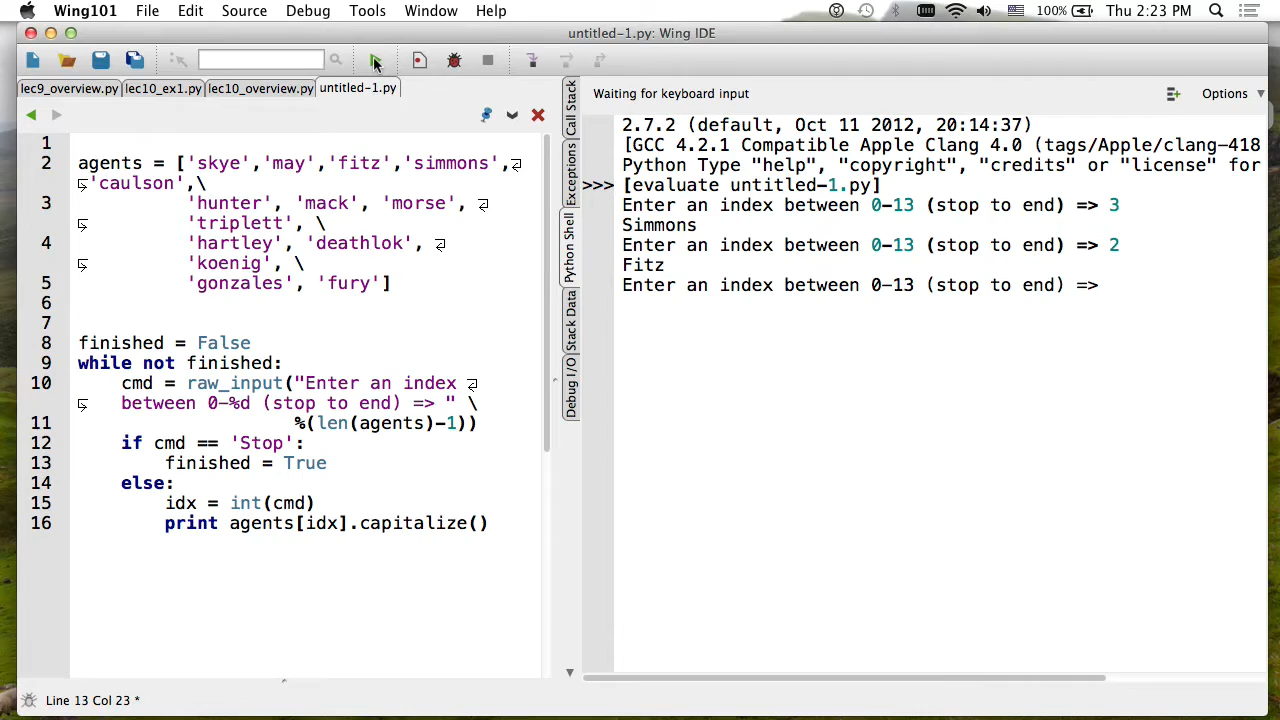 Wing101 File Edit Source Debug Tools Window Help 100% Thu 2:23 PM
untitled-1.py: Wing IDE
lec9_overview.py lec10_ex1.py lec10_overview.py untitled-1.py
1
2 agents = ['skye','may','fitz','simmons',
'caulson',\
3 'hunter', 'mack', 'morse',
'triplett', \
4 'hartley', 'deathlok',
'koenig', \
5 'gonzales', 'fury']
6
7
8 finished = False
9 while not finished:
10 cmd = raw_input("Enter an index
between 0-%d (stop to end) => " \
11 %(len(agents)-1))
12 if cmd == 'Stop':
13 finished = True
14 else:
15 idx = int(cmd)
16 print agents[idx].capitalize()
Line 13 Col 23 *
Call Stack
Exceptions
Python Shell
Stack Data
Debug I/O
Waiting for keyboard input Options
2.7.2 (default, Oct 11 2012, 20:14:37)
[GCC 4.2.1 Compatible Apple Clang 4.0 (tags/Apple/clang-418
Python Type "help", "copyright", "credits" or "license" for
>>> [evaluate untitled-1.py]
Enter an index between 0-13 (stop to end) => 3
Simmons
Enter an index between 0-13 (stop to end) => 2
Fitz
Enter an index between 0-13 (stop to end) =>